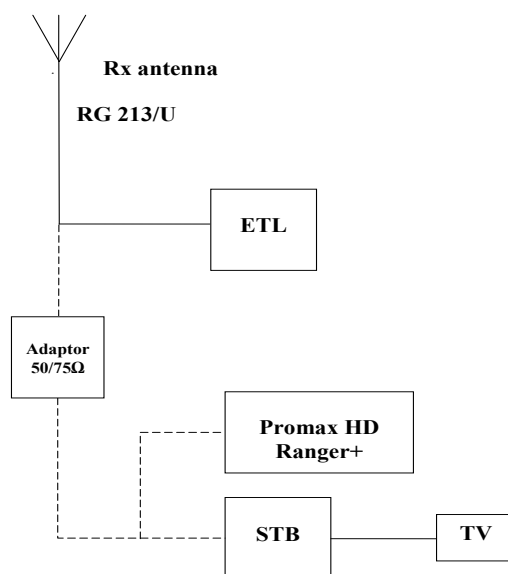 Rx antenna
RG 213/U
ETL
Adaptor
50/75Ω
Promax HD
Ranger+
STB
TV